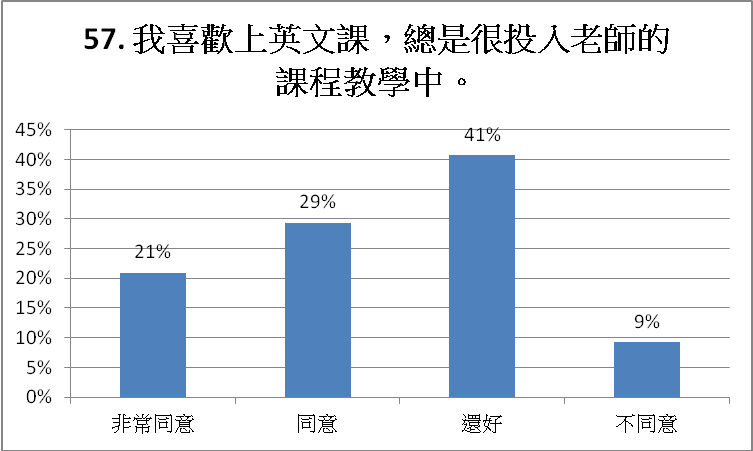 57. 我喜歡上英文課，總是很投入老師的
課程教學中。
45%
40%
35%
30%
25%
20%
15%
10%
5%
0%
21%
29%
41%
9%
非常同意
同意
還好
不同意